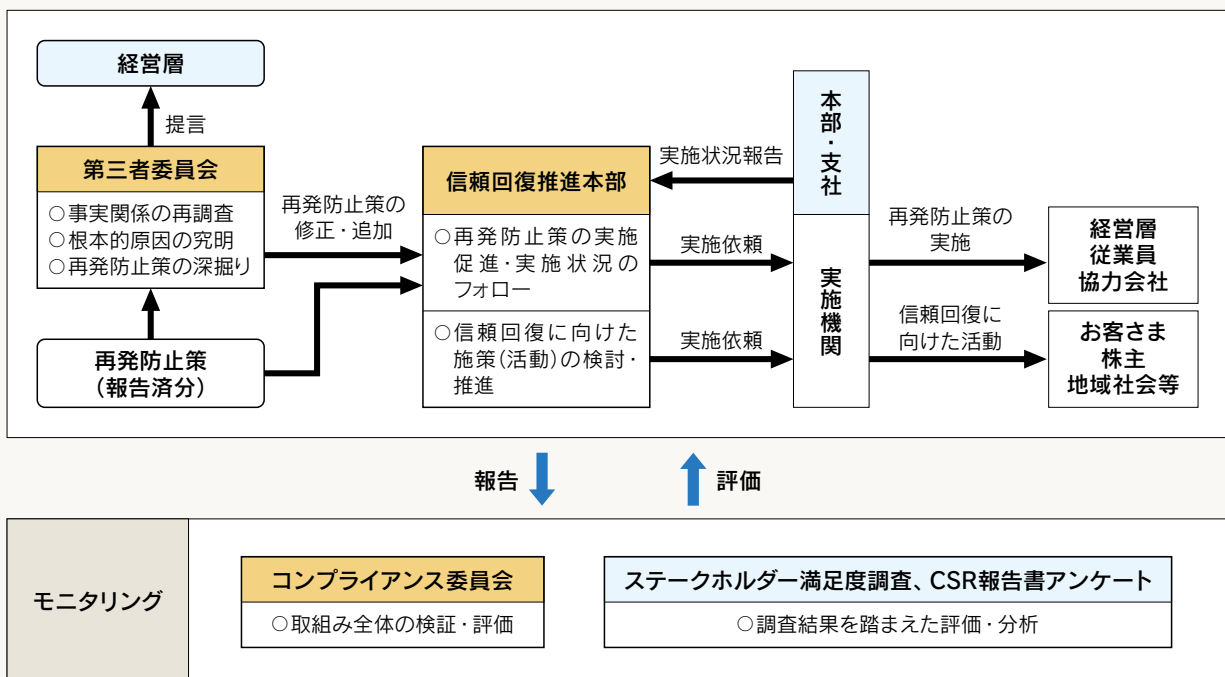 経営層
提言
第三者委員会
○事実関係の再調査
○根本的原因の究明
○再発防止策の深掘り
再発防止策
（報告済分）
再発防止策の
修正・追加
信頼回復推進本部
○再発防止策の実施
促進・実施状況の
フォロー
○信頼回復に向けた
施策（活動）の検討・
推進
実施状況報告
実施依頼
実施依頼
本部・支社
実施機関
再発防止策の
実施
信頼回復に
向けた活動
経営層
従業員
協力会社
お客さま
株主
地域社会等
報告
評価
モニタリング
コンプライアンス委員会
○取組み全体の検証・評価
ステークホルダー満足度調査、CSR報告書アンケート
○調査結果を踏まえた評価・分析